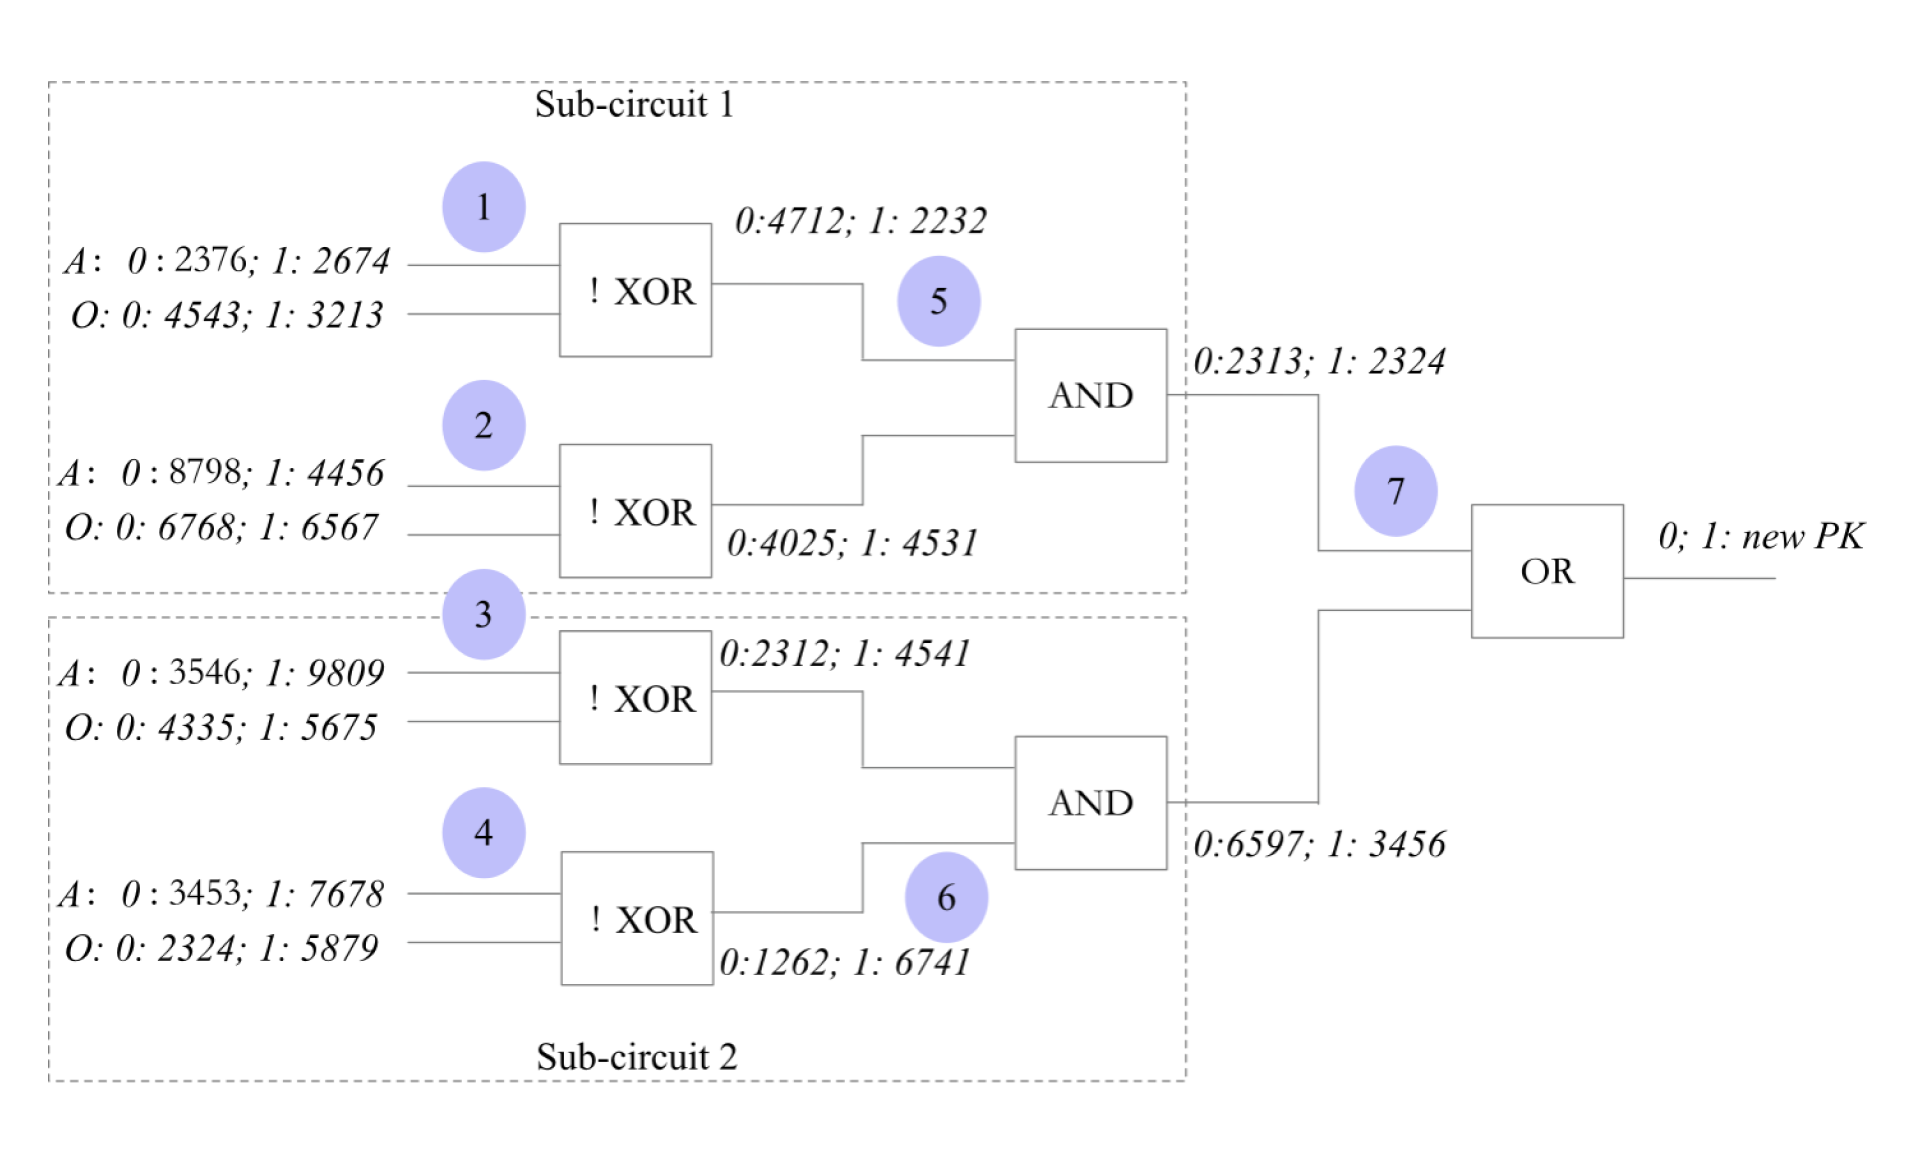 Sub-circuit 1
1
0:4712; 1: 2232
A: 0 : 2376; 1: 2674
O: 0: 4543; 1: 3213
! XOR
5
0:2313; 1: 2324
AND
2
A: 0 : 8798; 1: 4456
O: 0: 6768; 1: 6567
! XOR
0:4025; 1: 4531
7
0; 1: new PK
OR
3
0:2312; 1: 4541
A: 0 : 3546; 1: 9809
O: 0: 4335; 1: 5675
! XOR
AND
0:6597; 1: 3456
4
A: 0 : 3453; 1: 7678
O: 0: 2324; 1: 5879
! XOR
6
0:1262; 1: 6741
Sub-circuit 2